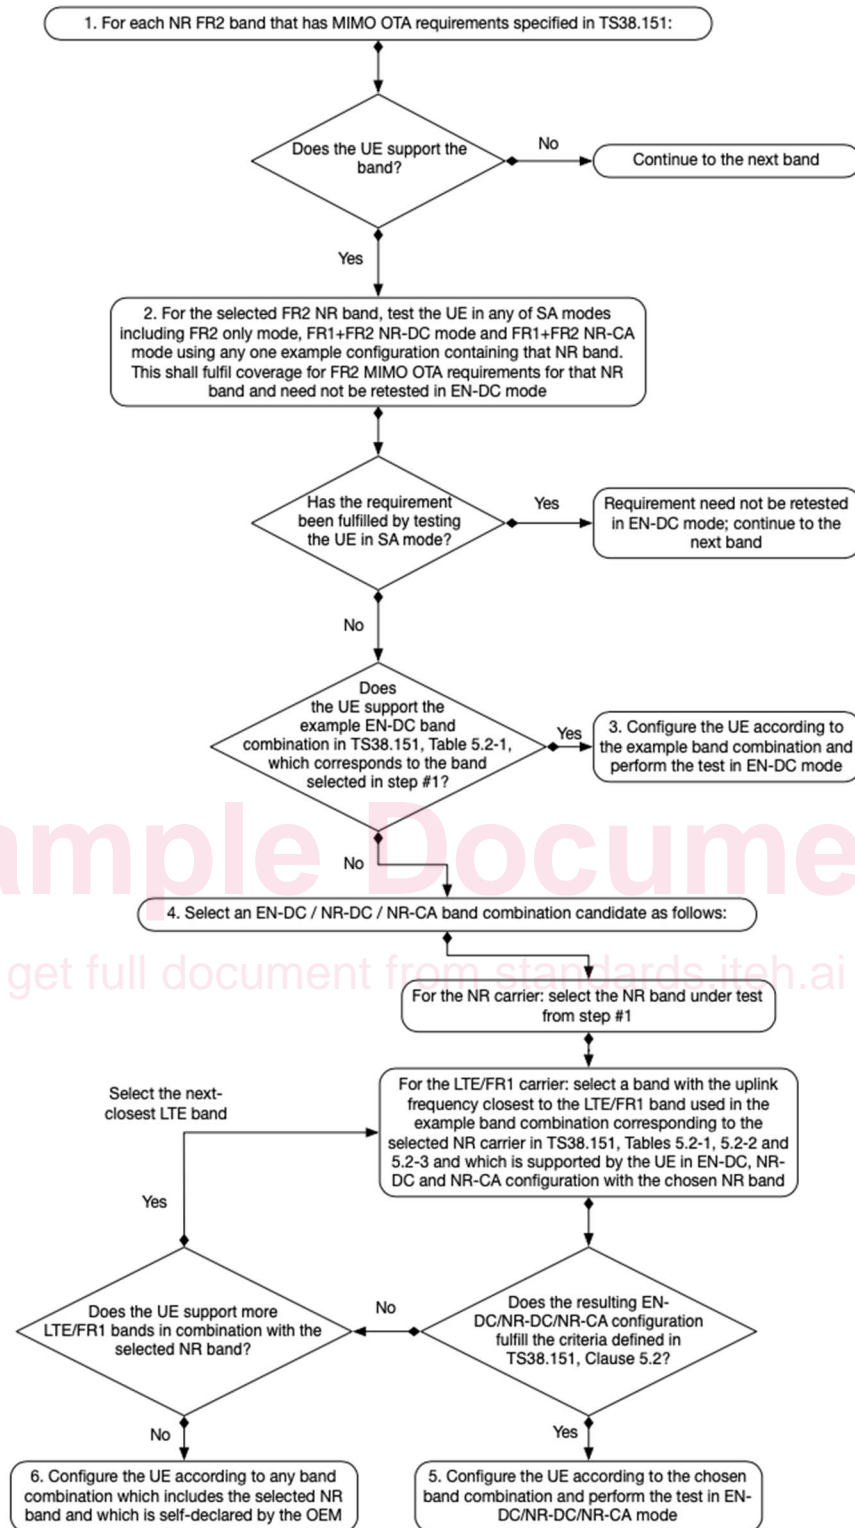 1. For each NR FR2 band that has MIMO OTA requirements specified in TS38.151:
Does the UE support the
band?
No
Continue to the next band
Yes
2. For the selected FR2 NR band, test the UE in any of SA modes
including FR2 only mode, FR1+FR2 NR-DC mode and FR1+FR2 NR-CA
mode using any one example configuration containing that NR band.
This shall fulfil coverage for FR2 MIMO OTA requirements for that NR
band and need not be retested in EN-DC mode
Has the requirement
been fulfilled by testing
the UE in SA mode?
Yes
Requirement need not be retested
in EN-DC mode; continue to the
next band
No
Does
the UE support the
example EN-DC band
combination in TS38.151, Table 5.2-1,
which corresponds to the band
selected in step #1?
Yes
3. Configure the UE according to
the example band combination and
perform the test in EN-DC mode
ample Docume
No
4. Select an EN-DC / NR-DC / NR-CA band combination candidate as follows:
get full document from standards.iteh.ai
For the NR carrier: select the NR band under test
from step #1
For the LTE/FR1 carrier: select a band with the uplink
frequency closest to the LTE/FR1 band used in the
example band combination corresponding to the
selected NR carrier in TS38.151, Tables 5.2-1, 5.2-2 and
5.2-3 and which is supported by the UE in EN-DC, NR-
DC and NR-CA configuration with the chosen NR band
Select the next-
closest LTE band
Yes
Does the UE support more
LTE/FR1 bands in combination with the
selected NR band?
No
Does the resulting EN-
DC/NR-DC/NR-CA configuration
fulfill the criteria defined in
TS38.151, Clause 5.2?
No
Yes
6. Configure the UE according to any band
combination which includes the selected NR
band and which is self-declared by the OEM
5. Configure the UE according to the chosen
band combination and perform the test in EN-
DC/NR-DC/NR-CA mode